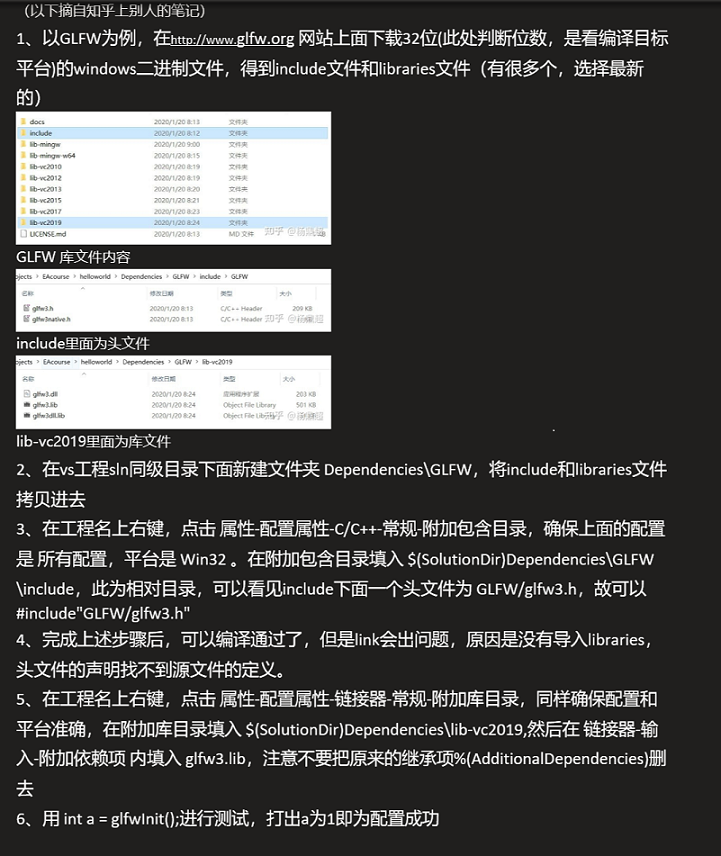 （以下摘自知乎上别人的笔记）
1、以GLFW为例，在http://www.glfw.org 网站上面下载32位(此处判断位数，是看编译目标
平台)的windows二进制文件，得到include文件和libraries文件（有很多个，选择最新
的）
docs 2020/1/20 8:13 文件夹
include 2020/1/20 8:12 文件夹
lib-mingw 2020/1/20 9:00 文件夹
lib-mingw-w64 2020/1/20 8:15 文件夹
lib-vc2010 2020/1/20 8:19 文件夹
lib-vc2012 2020/1/20 8:19 文件夹
lib-vc2013 2020/1/20 8:20 文件夹
lib-vc2015 2020/1/20 8:21 文件夹
lib-vc2017 2020/1/20 8:23 文件夹
lib-vc2019 2020/1/20 8:24 文件夹
LICENSE.md 2020/1/20 8:13 MD 文件 知乎
GLFW 库文件内容
ojects › EAcourse › helloworld › Dependencies › GLFW › include › GLFW
名称 修改日期 类型 大小
glfw3.h 2020/1/20 8:13 C/C++ Header 209 KB
glfw3native.h 2020/1/20 8:13 C/C++ Header 知乎
include里面为头文件
ojects › EAcourse › helloworld › Dependencies › GLFW › lib-vc2019
名称 修改日期 类型 大小
glfw3.dll 2020/1/20 8:24 应用程序扩展 203 KB
glfw3.lib 2020/1/20 8:24 Object File Library 501 KB
glfw3dll.lib 2020/1/20 8:24 Object File 知乎
lib-vc2019里面为库文件
2、在vs工程sln同级目录下面新建文件夹 Dependencies\GLFW，将include和libraries文件
拷贝进去
3、在工程名上右键，点击 属性-配置属性-C/C++-常规-附加包含目录，确保上面的配置
是 所有配置，平台是 Win32 。在附加包含目录填入 $(SolutionDir)Dependencies\GLFW
\include，此为相对目录，可以看见include下面一个头文件为 GLFW/glfw3.h，故可以
#include"GLFW/glfw3.h"
4、完成上述步骤后，可以编译通过了，但是link会出问题，原因是没有导入libraries，
头文件的声明找不到源文件的定义。
5、在工程名上右键，点击 属性-配置属性-链接器-常规-附加库目录，同样确保配置和
平台准确，在附加库目录填入 $(SolutionDir)Dependencies\lib-vc2019,然后在 链接器-输
入-附加依赖项 内填入 glfw3.lib，注意不要把原来的继承项%(AdditionalDependencies)删
去
6、用 int a = glfwInit();进行测试，打出a为1即为配置成功